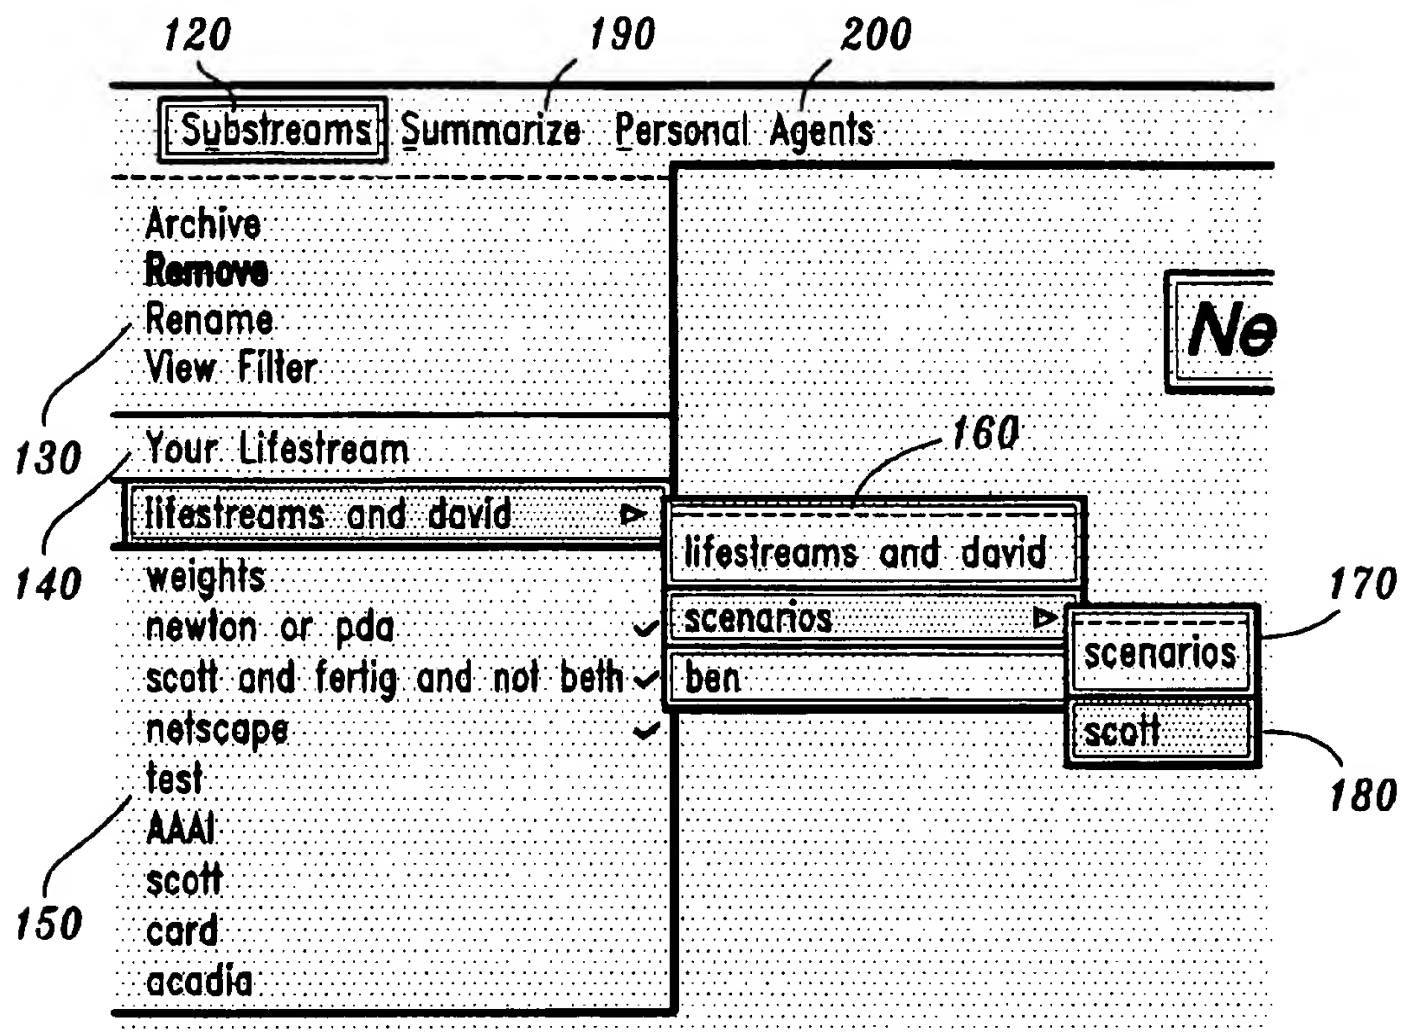 120 190 200
Substreams Summarize Personal Agents
Archive
Remove
Rename
View Filter
Ne
130
Your Lifestream
160
140
lifestreams and david
lifestreams and david
weights
170
newton or pda
scenarios
scenarios
scott and fertig and not beth
ben
netscape
scott
test
180
AAAI
150
scott
card
acadia